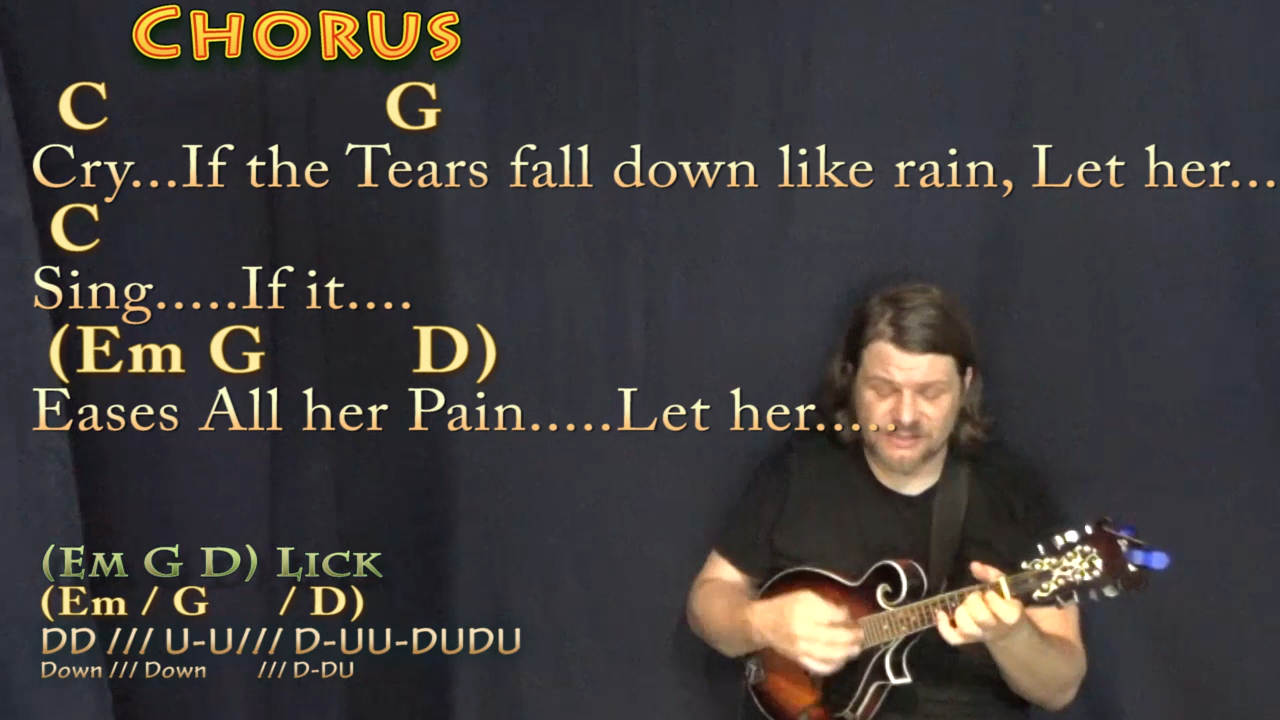 CHORUS
C G
Cry...If the Tears fall down like rain, Let her...
C
Sing.....If it....
(Em G D)
Eases All her Pain.....Let her.....
(Em G D) Lick
(Em / G / D)
DD /// U-U/// D-UU-DUDU
Down /// Down /// D-DU